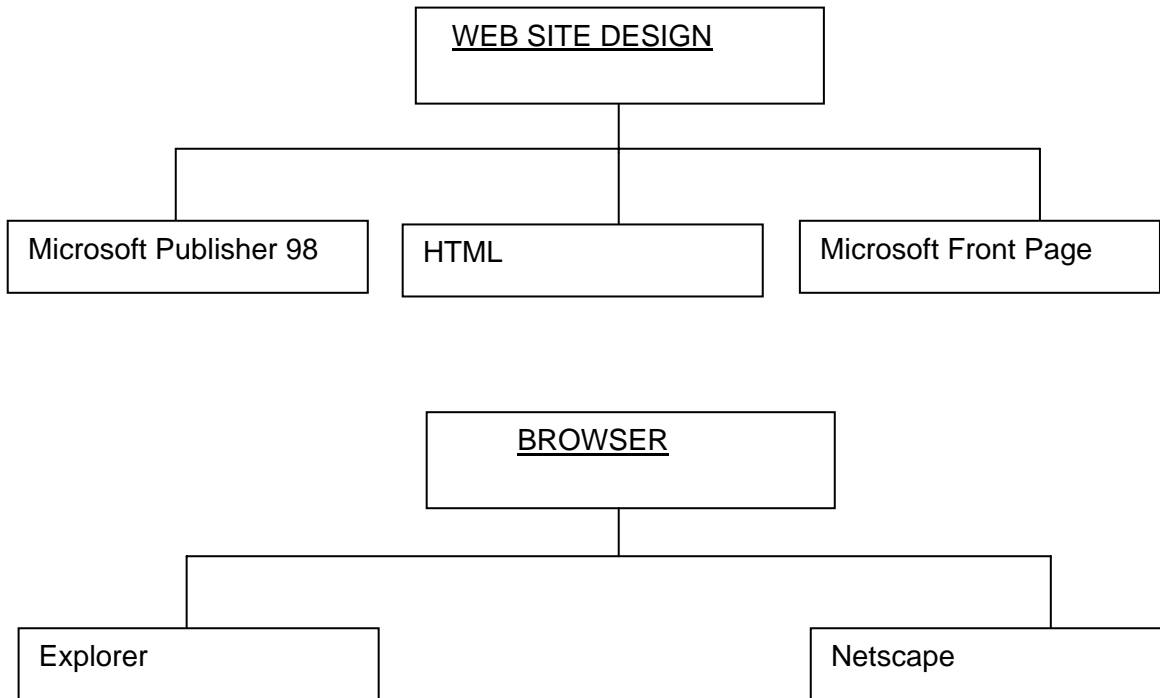 WEB SITE DESIGN
Microsoft Publisher 98
HTML
Microsoft Front Page
BROWSER
Explorer
Netscape